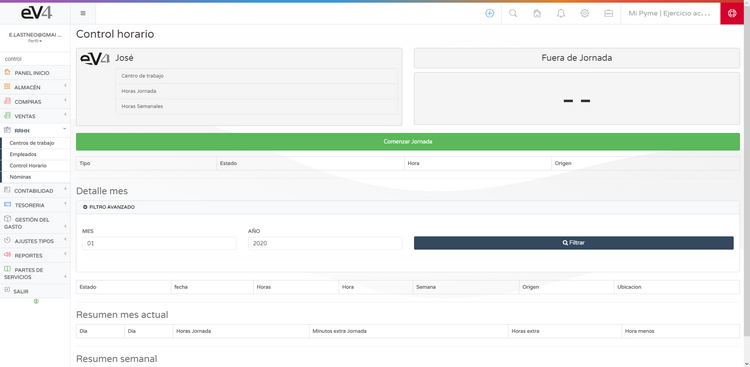 eV4
Mi Pyme | Ejercicio ac...
E.LASTNEO@GMAI ...
Perfil
control
PANEL INICIO
ALMACÉN
COMPRAS
VENTAS
RRHH
Centros de trabajo
Empleados
Control Horario
Nóminas
CONTABILIDAD
TESORERIA
GESTIÓN DEL
GASTO
AJUSTES TIPOS
REPORTES
PARTES DE
SERVICIOS
SALIR
Control horario
eV4 José
Centro de trabajo
Horas Jornada
Horas Semanales
Fuera de Jornada
-- --
Comenzar Jornada
Tipo Estado Hora Origen
Detalle mes
FILTRO AVANZADO
MES AÑO
01 2020 Filtrar
Estado fecha Horas Hora Semana Origen Ubicacion
Resumen mes actual
Dia Día Horas Jornada Minutos extra Jornada Horas extra Hora menos
Resumen semanal